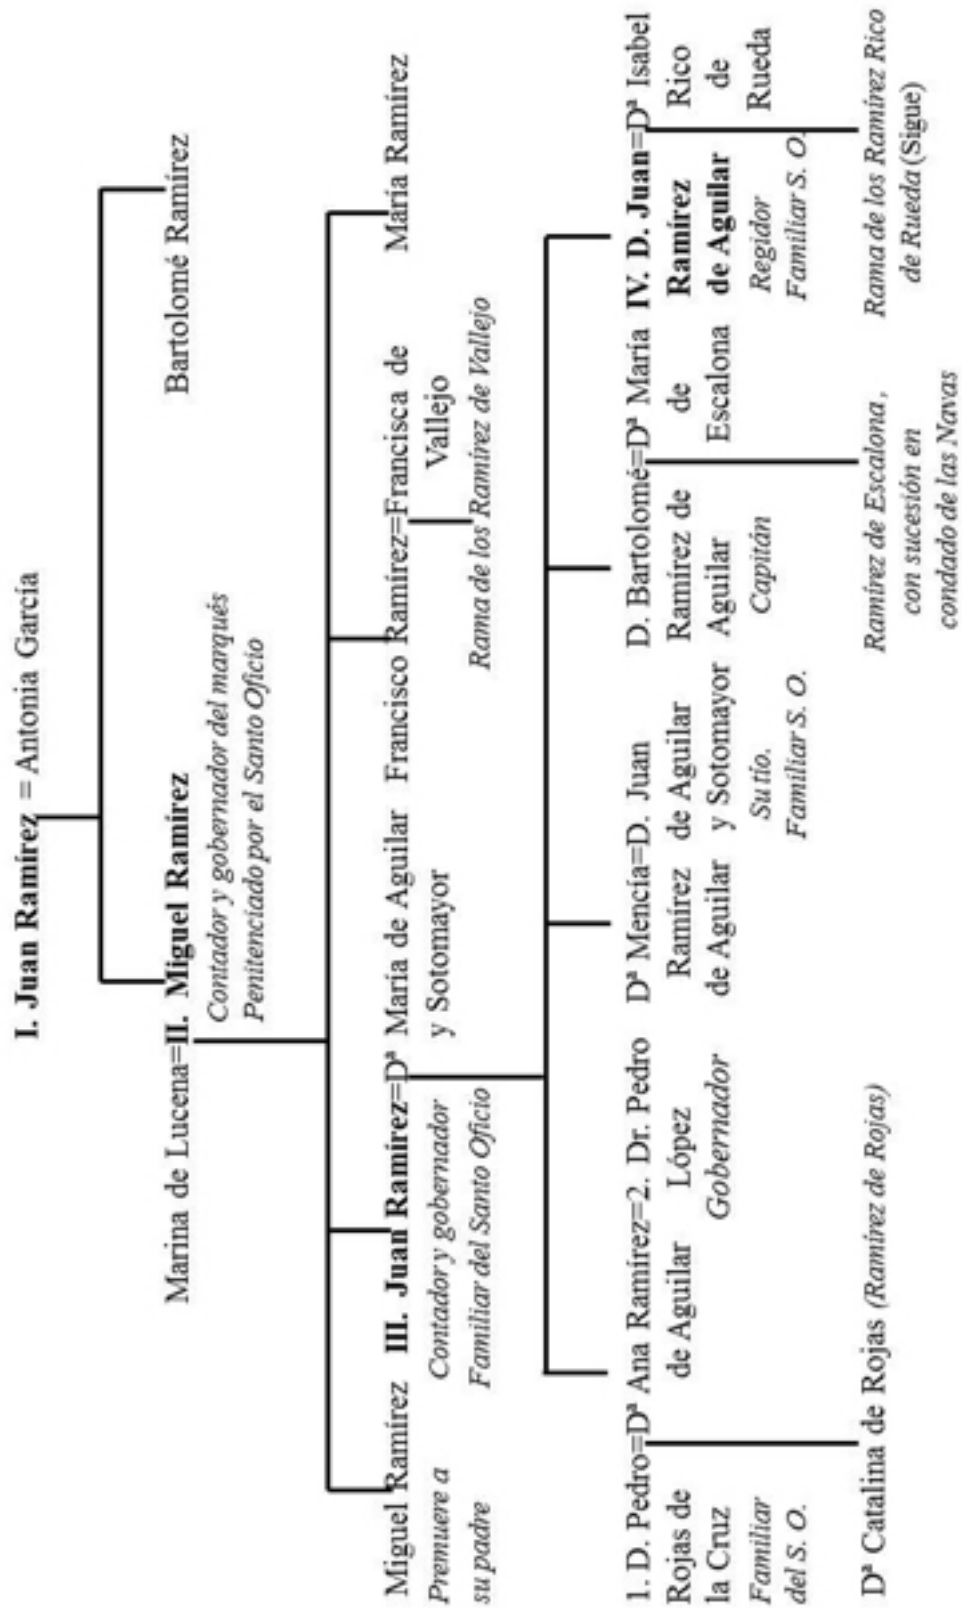 I. Juan Ramírez = Antonia García
Marina de Lucena=II. Miguel Ramírez
Contador y gobernador del marqués
Penitenciado por el Santo Oficio
Bartolomé Ramírez
Miguel Ramírez
Premuere a
su padre
III. Juan Ramírez=Dª María de Aguilar
y Sotomayor
Contador y gobernador
Familiar del Santo Oficio
Francisco Ramírez=Francisca de
Vallejo
Rama de los Ramírez de Vallejo
María Ramírez
1. D. Pedro=Dª Ana Ramírez=2. Dr. Pedro
Rojas de
la Cruz
Familiar
del S. O.
de Aguilar
López
Gobernador
Dª Mencía=D. Juan
Ramírez
de Aguilar
de Aguilar
y Sotomayor
Su tío.
Familiar S. O.
D. Bartolomé=Dª María
Ramírez de
Aguilar
Capitán
de
Escalona
IV. D. Juan=Dª Isabel
Ramírez
de Aguilar
Regidor
Familiar S. O.
Rico
de
Rueda
Dª Catalina de Rojas (Ramírez de Rojas)
Ramírez de Escalona,
con sucesión en
condado de las Navas
Rama de los Ramírez Rico
de Rueda (Sigue)